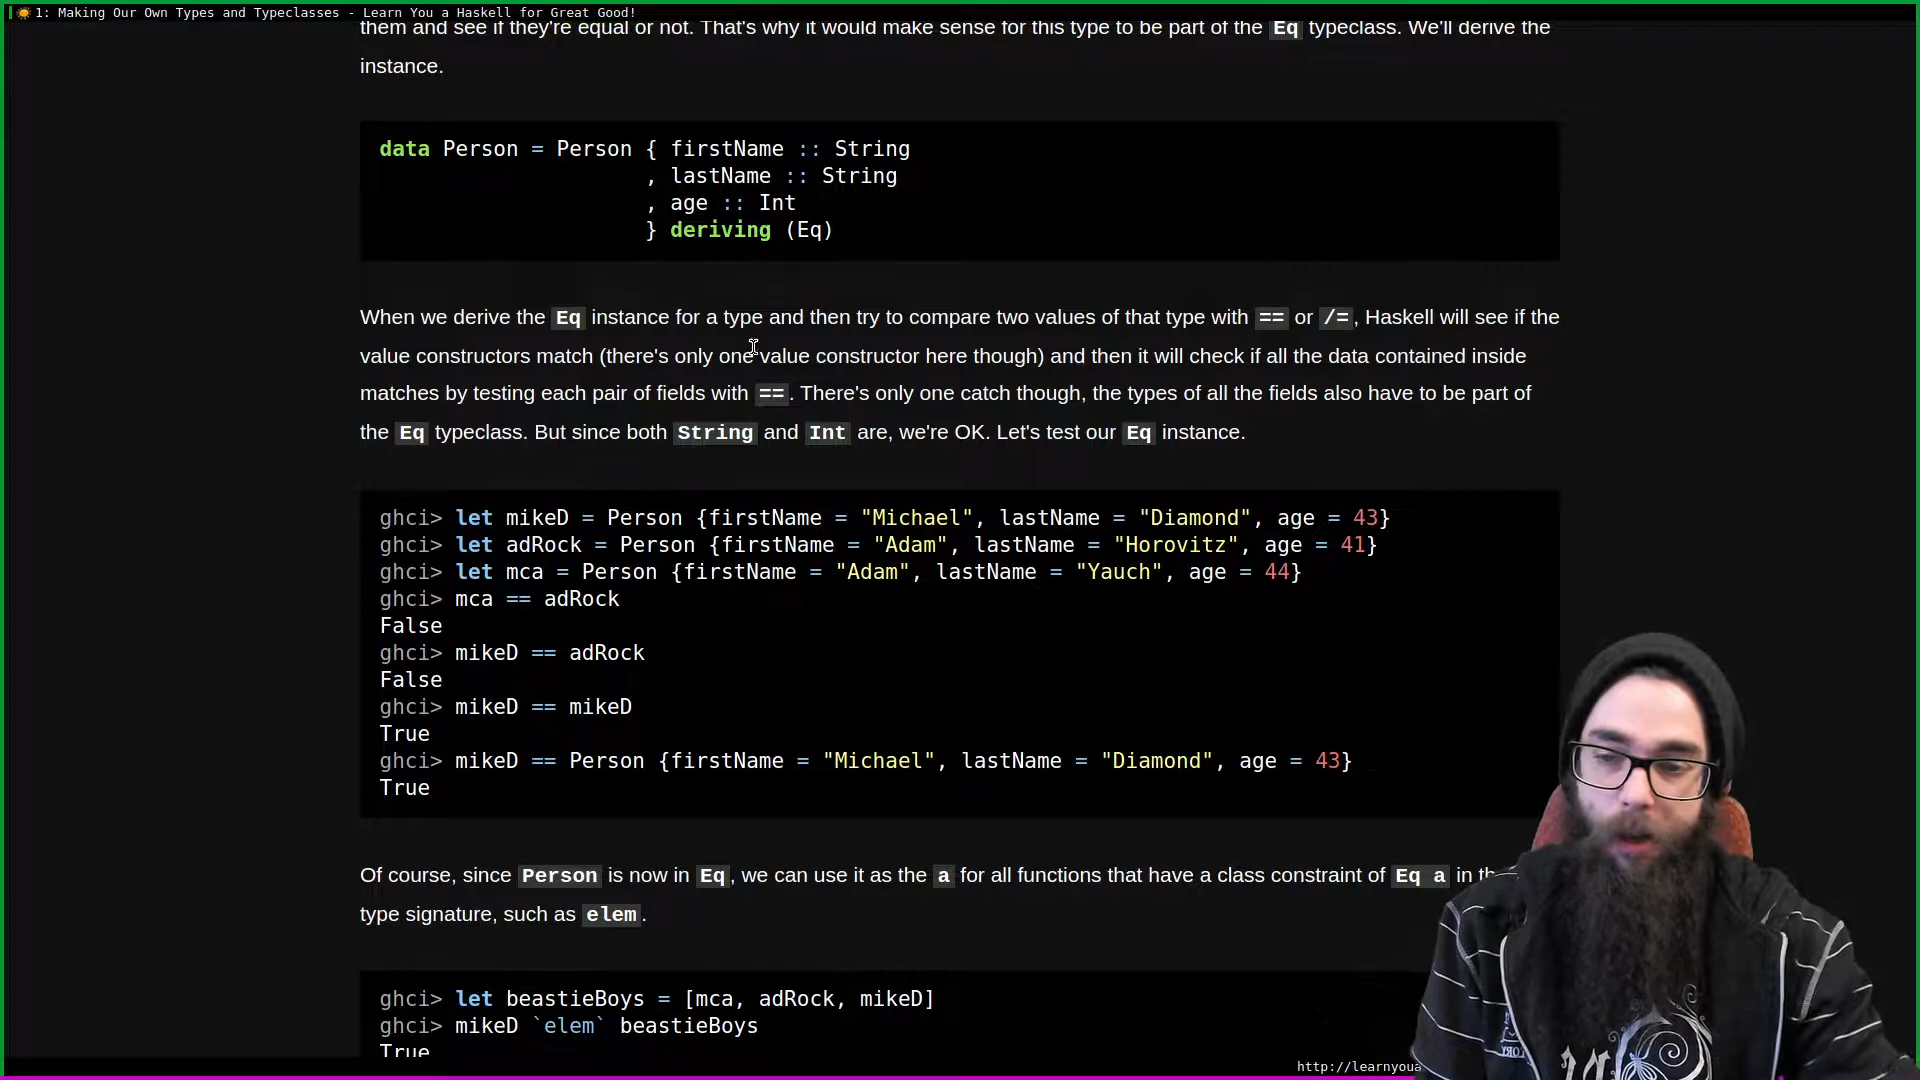 1: Making Our Own Types and Typeclasses - Learn You a Haskell for Great Good!
them and see if they're equal or not. That's why it would make sense for this type to be part of the Eq typeclass. We'll derive the
instance.
data Person = Person { firstName :: String
, lastName :: String
, age :: Int
} deriving (Eq)
When we derive the Eq instance for a type and then try to compare two values of that type with == or /=, Haskell will see if the
value constructors match (there's only one value constructor here though) and then it will check if all the data contained inside
matches by testing each pair of fields with ==. There's only one catch though, the types of all the fields also have to be part of
the Eq typeclass. But since both String and Int are, we're OK. Let's test our Eq instance.
ghci> let mikeD = Person {firstName = "Michael", lastName = "Diamond", age = 43}
ghci> let adRock = Person {firstName = "Adam", lastName = "Horovitz", age = 41}
ghci> let mca = Person {firstName = "Adam", lastName = "Yauch", age = 44}
ghci> mca == adRock
False
ghci> mikeD == adRock
False
ghci> mikeD == mikeD
True
ghci> mikeD == Person {firstName = "Michael", lastName = "Diamond", age = 43}
True
Of course, since Person is now in Eq, we can use it as the a for all functions that have a class constraint of Eq a in
type signature, such as elem.
ghci> let beastieBoys = [mca, adRock, mikeD]
ghci> mikeD `elem` beastieBoys
True
http://learnyoua